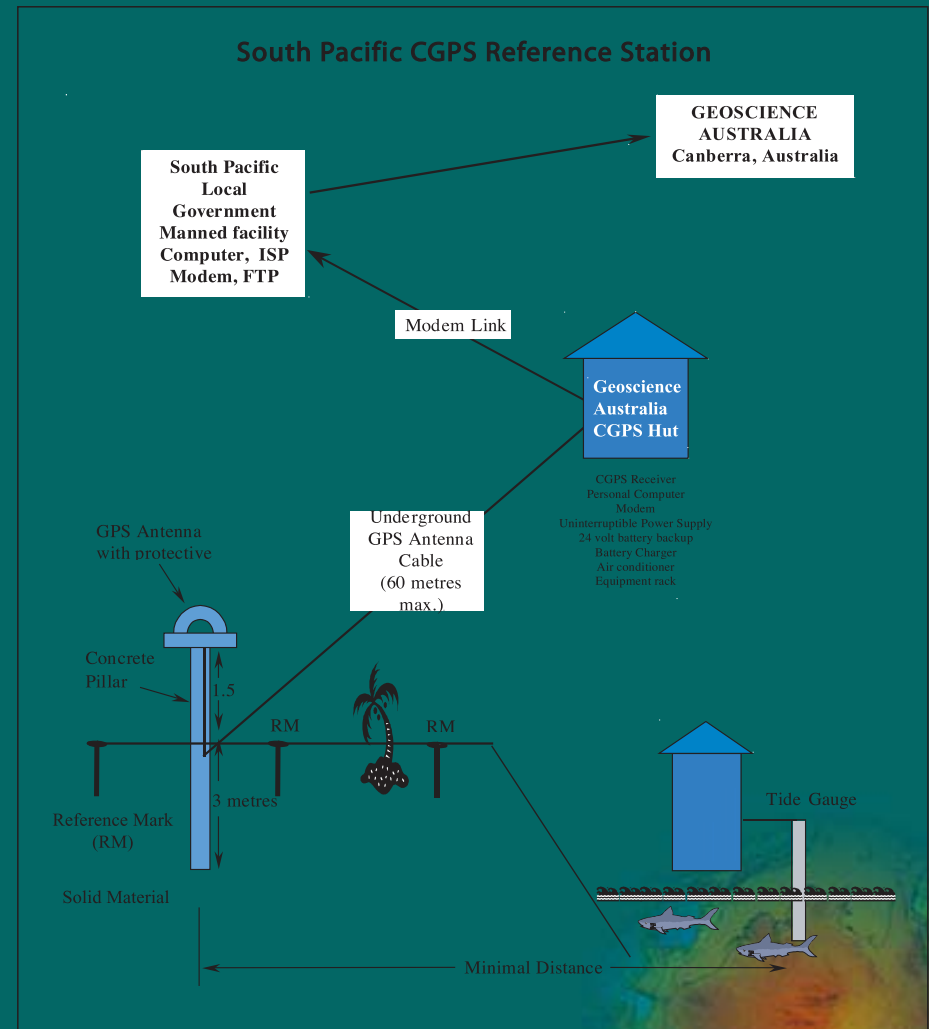 South Pacific CGPS Reference Station
GEOSCIENCE
AUSTRALIA
Canberra, Australia
South Pacific
Local
Government
Manned facility
Computer, ISP
Modem, FTP
Modem Link
Geoscience
Australia
CGPS Hut
CGPS Receiver
Personal Computer
Modem
Uninterruptible Power Supply
24 volt battery backup
Battery Charger
Air conditioner
Equipment rack
Underground
GPS Antenna
Cable
(60 metres
max.)
GPS Antenna
with protective
Concrete
Pillar
1.5
RM
RM
3 metres
Reference Mark
(RM)
Tide Gauge
Solid Material
Minimal Distance